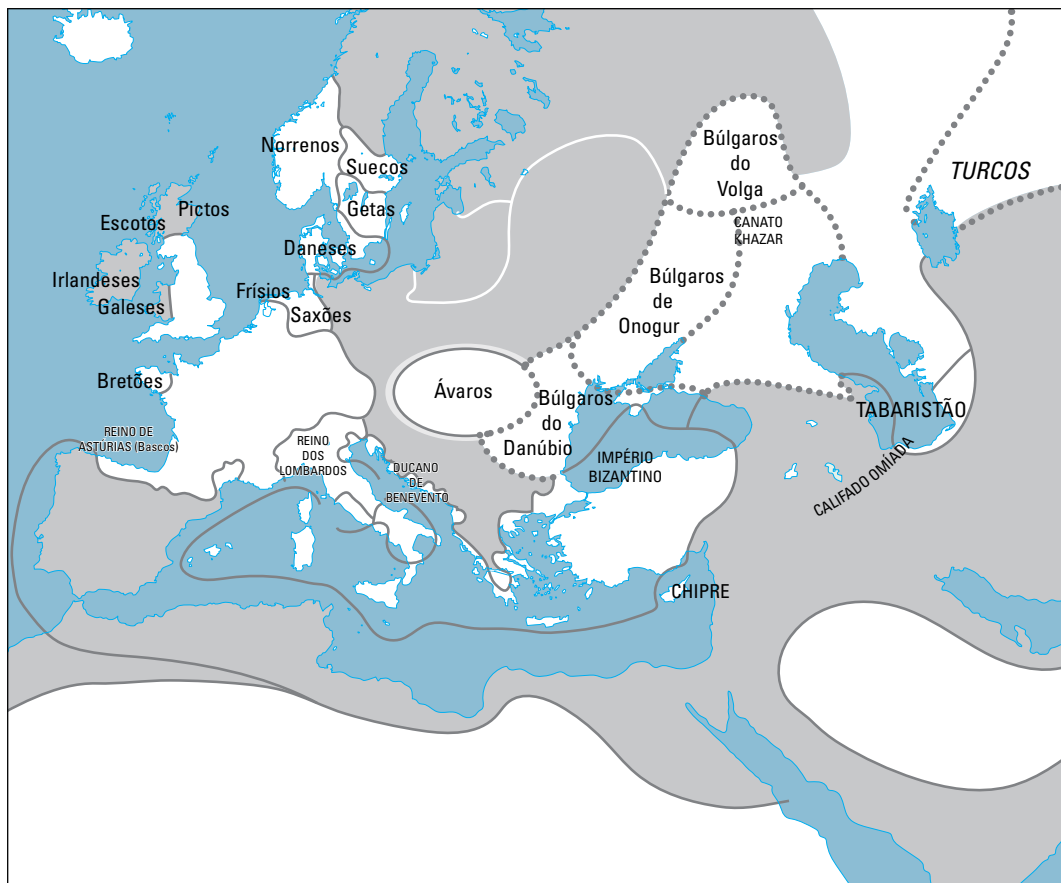 Norrenos
Suecos
Getas
Daneses
Pictos
Escotos
Irlandeses
Galeses
Frísios
Saxões
Bretões
REINO DE
ASTÚRIAS (Bascos)
REINO
DOS
LOMBARDOS
DUCANO
DE
BENEVENTO
Ávaros
Búlgaros
do
Danúbio
Búlgaros
de
Onogur
Búlgaros
do
Volga
CANATO
KHAZAR
TURCOS
TABARISTÃO
CALIFADO OMÍADA
IMPÉRIO
BIZANTINO
CHIPRE